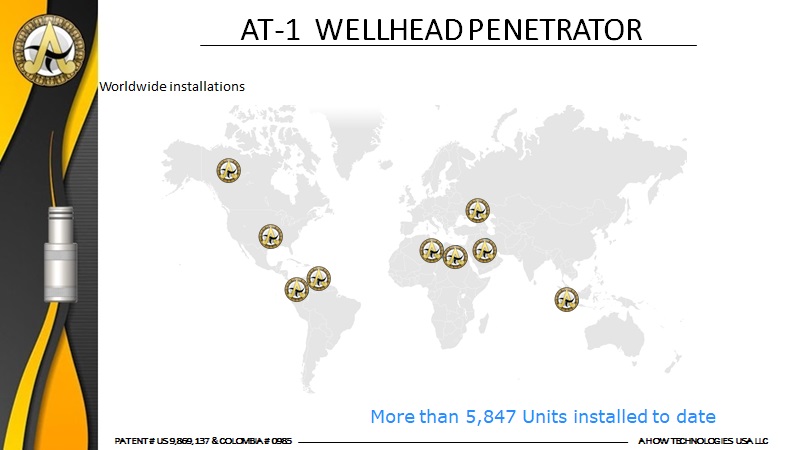 AT-1 WELLHEAD PENETRATOR
Worldwide installations
More than 5,847 Units installed to date
PATENT # US 9,869,137 & COLOMBIA # 0985
AHOW TECHNOLOGIES USA LLC